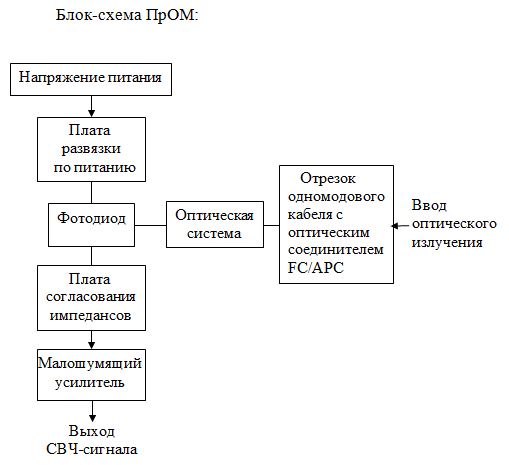 Блок-схема ПрОМ:
Напряжение питания
Плата
развязки
по питанию
Фотодиод
Оптическая
система
Отрезок
одномодового
кабеля с
оптическим
соединителем
FC/APC
Ввод
оптического
излучения
Плата
согласования
импедансов
Малошумящий
усилитель
Выход
СВЧ-сигнала